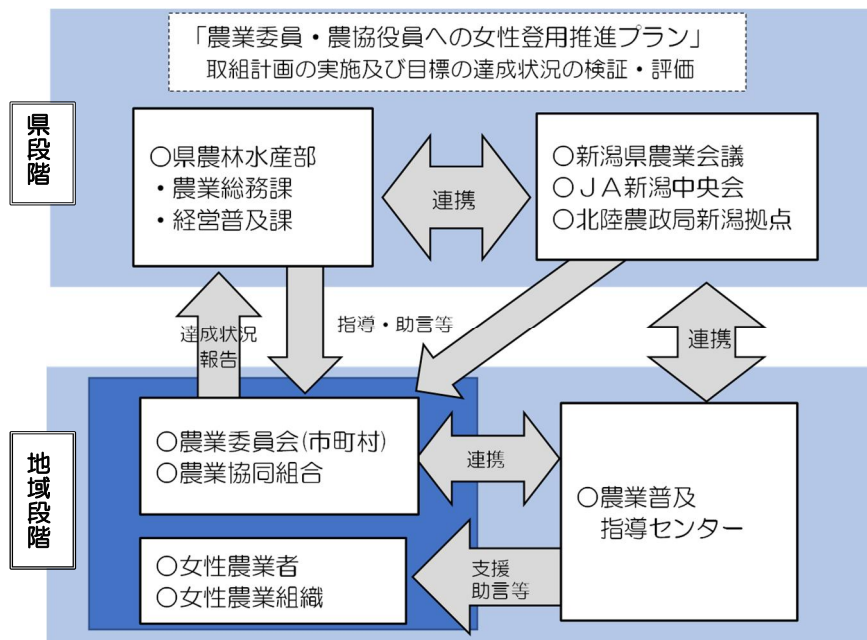 「農業委員・農協役員への女性登用推進プラン」
取組計画の実施及び目標の達成状況の検証・評価
県段階
○県農林水産部
・農業総務課
・経営普及課
連携
○新潟県農業会議
○ＪＡ新潟中央会
○北陸農政局新潟拠点
達成状況
報告
指導・助言等
連携
地域段階
○農業委員会(市町村)
○農業協同組合
連携
○農業普及
指導センター
○女性農業者
○女性農業組織
支援
助言等